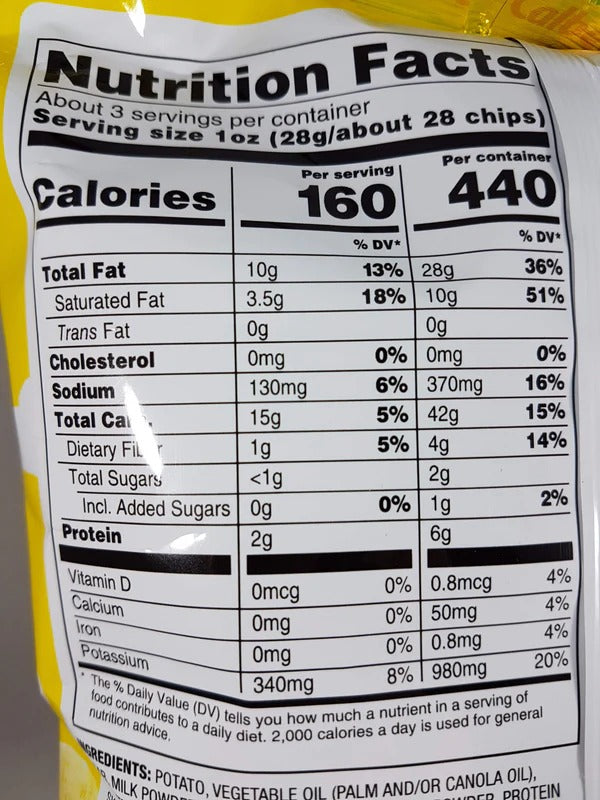 Nutrition Facts
About 3 servings per container
Serving size 1oz (28g/about 28 chips)
Calories Per serving 160 Per container 440
% DV* % DV*
Total Fat 10g 13% 28g 36%
Saturated Fat 3.5g 18% 10g 51%
Trans Fat 0g 0g
Cholesterol 0mg 0% 0mg 0%
Sodium 130mg 6% 370mg 16%
Total 15g 5% 42g 15%
Dietary 1g 5% 4g 14%
Total Sugars <1g 2g
Incl. Added Sugars 0g 0% 1g 2%
Protein 2g 6g
Vitamin D 0mcg 0% 0.8mcg 4%
Calcium 0mg 0% 50mg 4%
Iron 0mg 0% 0.8mg 4%
Potassium 340mg 8% 980mg 20%
* The % Daily Value (DV) tells you how much a nutrient in a serving of
food contributes to a daily diet. 2,000 calories a day is used for general
nutrition advice.
INGREDIENTS: POTATO, VEGETABLE OIL (PALM AND/OR CANOLA OIL),
MILK PROTEIN